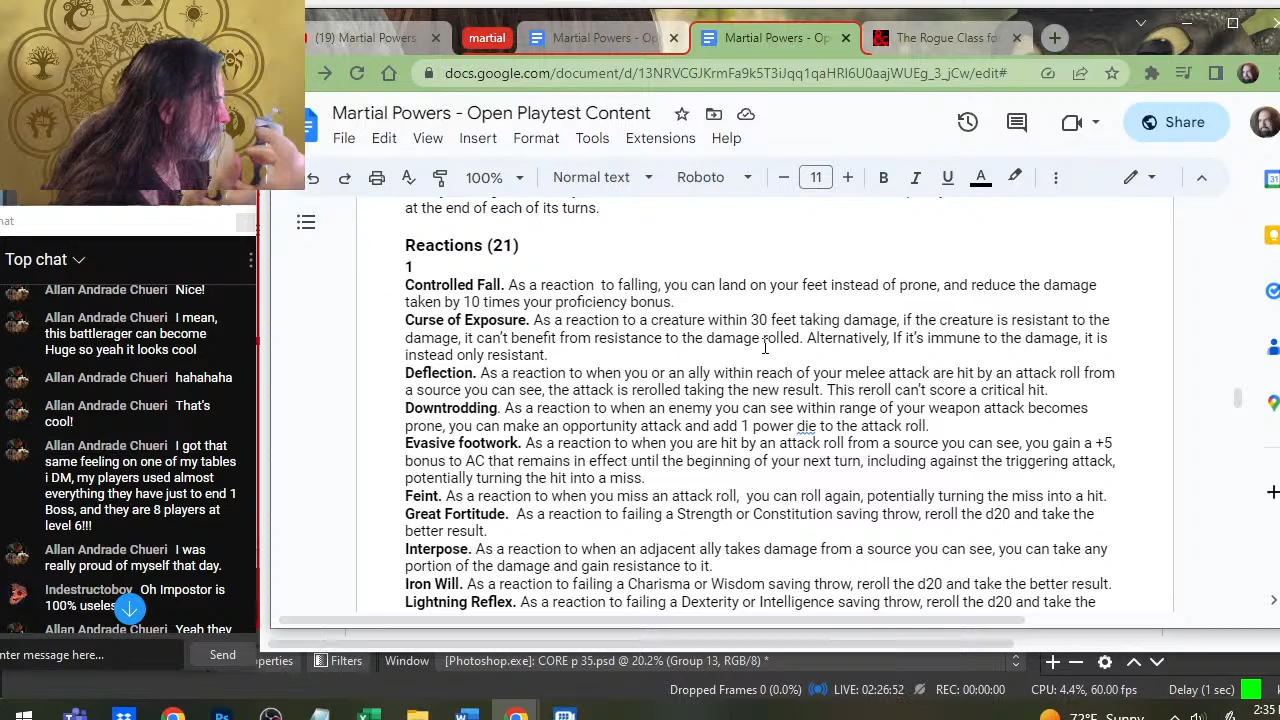 (19) Martial Powers
martial
Martial Powers - Op
Martial Powers - Op
The Rogue Class fo
docs.google.com/document/d/13NRVCGJKrmFa9k5T3iJqq1qaHRI6U0aajWUEg_3_jCw/edit#
Martial Powers - Open Playtest Content
File Edit View Insert Format Tools Extensions Help
Share
100% Normal text Roboto 11 B I U A
at the end of each of its turns.
Reactions (21)
1
Controlled Fall. As a reaction to falling, you can land on your feet instead of prone, and reduce the damage
taken by 10 times your proficiency bonus.
Curse of Exposure. As a reaction to a creature within 30 feet taking damage, if the creature is resistant to the
damage, it can't benefit from resistance to the damage rolled. Alternatively, If it's immune to the damage, it is
instead only resistant.
Deflection. As a reaction to when you or an ally within reach of your melee attack are hit by an attack roll from
a source you can see, the attack is rerolled taking the new result. This reroll can't score a critical hit.
Downtrodding. As a reaction to when an enemy you can see within range of your weapon attack becomes
prone, you can make an opportunity attack and add 1 power die to the attack roll.
Evasive footwork. As a reaction to when you are hit by an attack roll from a source you can see, you gain a +5
bonus to AC that remains in effect until the beginning of your next turn, including against the triggering attack,
potentially turning the hit into a miss.
Feint. As a reaction to when you miss an attack roll, you can roll again, potentially turning the miss into a hit.
Great Fortitude. As a reaction to failing a Strength or Constitution saving throw, reroll the d20 and take the
better result.
Interpose. As a reaction to when an adjacent ally takes damage from a source you can see, you can take any
portion of the damage and gain resistance to it.
Iron Will. As a reaction to failing a Charisma or Wisdom saving throw, reroll the d20 and take the better result.
Lightning Reflex. As a reaction to failing a Dexterity or Intelligence saving throw, reroll the d20 and take the
hat
Top chat
Allan Andrade Chueri Nice!
Allan Andrade Chueri I mean,
this battlerager can become
Huge so yeah it looks cool
Allan Andrade Chueri hahahaha
Allan Andrade Chueri That's
cool!
Allan Andrade Chueri I got that
same feeling on one of my tables
i DM, my players used almost
everything they have just to end 1
Boss, and they are 8 players at
level 6!!!
Allan Andrade Chueri I was
really proud of myself that day.
Indestructoboy Oh Impostor is
100% useles
Allan Andrade Chueri Yeah they
nter message here... Send
operties Filters Window [Photoshop.exe]: CORE p 35.psd @ 20.2% (Group 13, RGB/8) *
Dropped Frames 0 (0.0%) LIVE: 02:26:52 REC: 00:00:00 CPU: 4.4%, 60.00 fps Delay (1 sec)
72°F Sunny 2:35